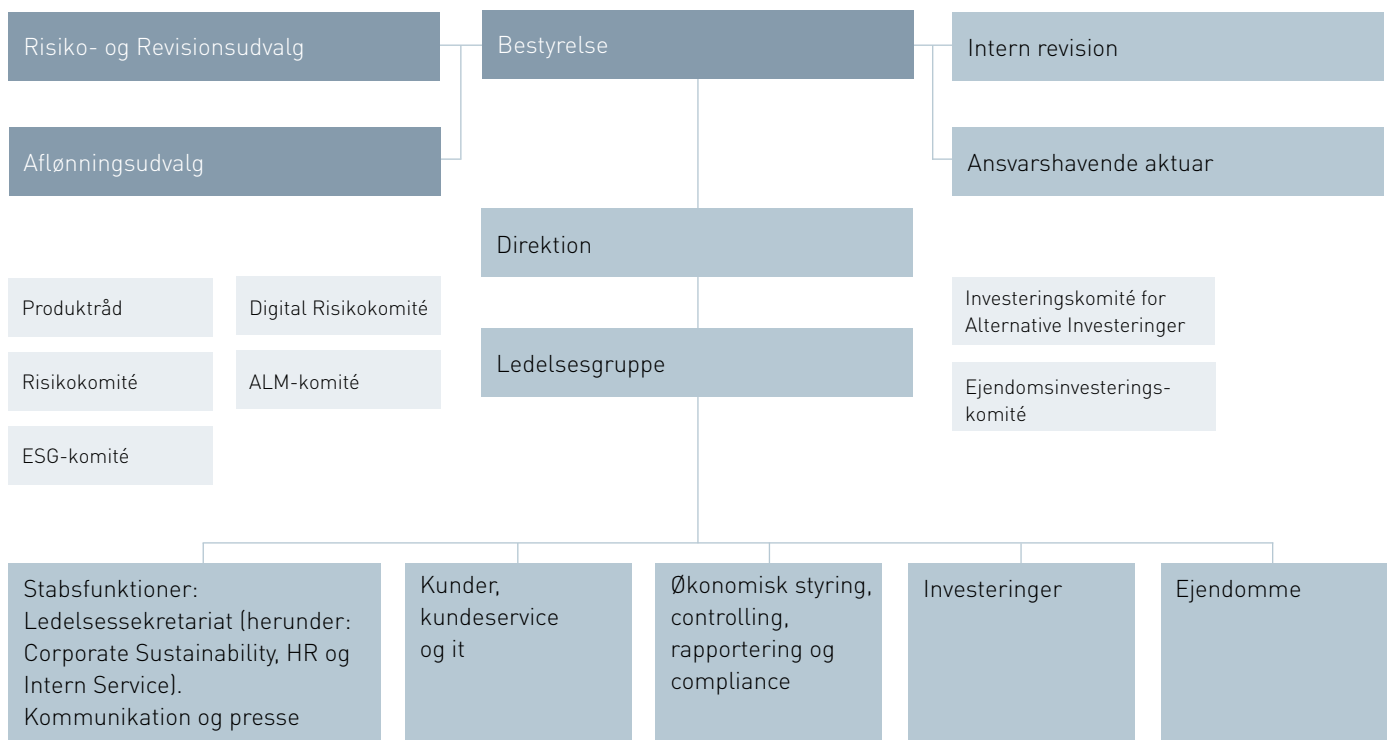 Risiko- og Revisionsudvalg
Bestyrelse
Intern revision
Aflønningsudvalg
Ansvarshavende aktuar
Direktion
Produktråd
Digital Risikokomité
Investeringskomité for
Alternative Investeringer
Ledelsesgruppe
Risikokomité
ALM-komité
Ejendomsinvesterings-
komité
ESG-komité
Stabsfunktioner:
Ledelsessekretariat (herunder:
Corporate Sustainability, HR og
Intern Service).
Kommunikation og presse
Kunder,
kundeservice
og it
Økonomisk styring,
controlling,
rapportering og
compliance
Investeringer
Ejendomme